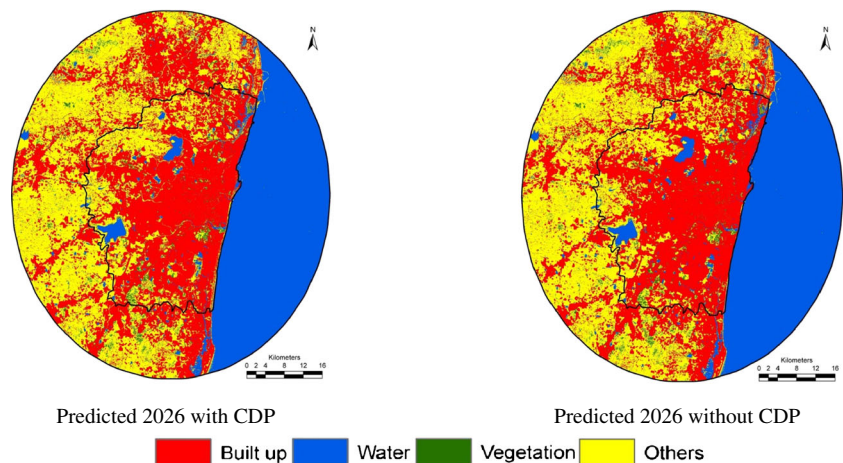 N
N
Kilometers
0 2 4 8 12 16
Kilometers
0 2 4 8 12 16
Predicted 2026 with CDP
Predicted 2026 without CDP
Built up Water Vegetation Others